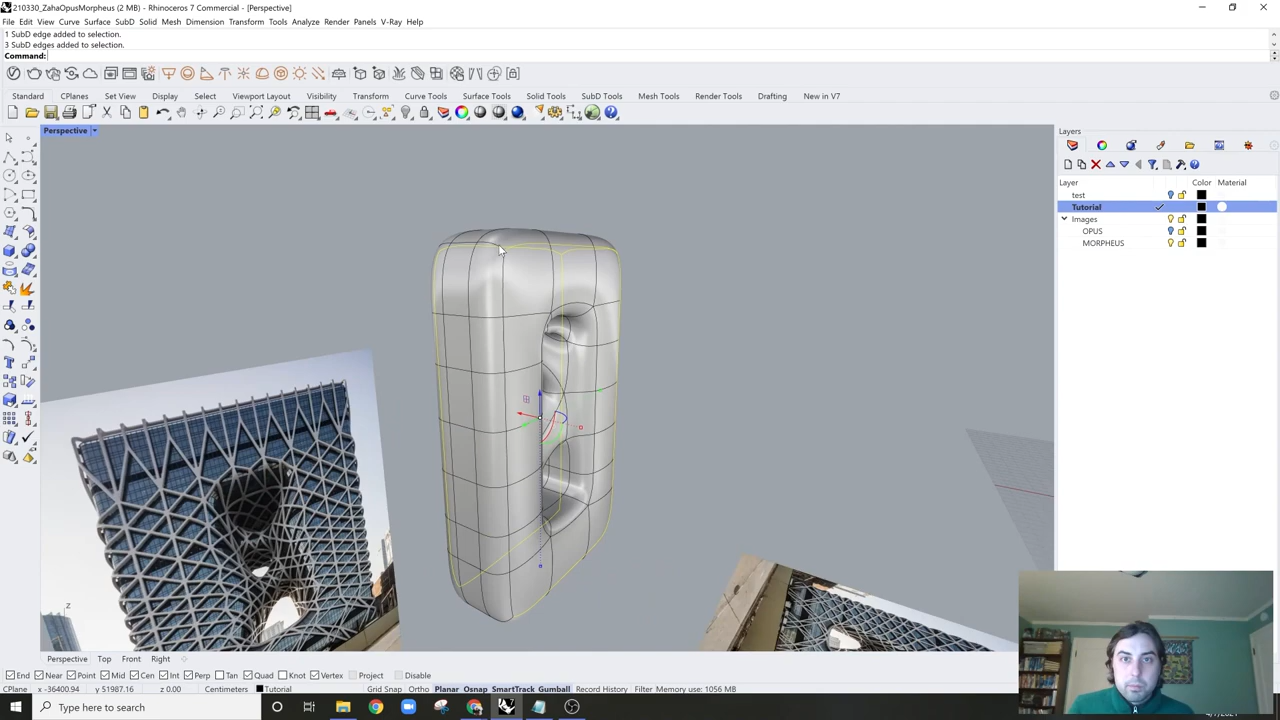 210330_ZahaOpusMorpheus (2 MB) - Rhinoceros 7 Commercial - [Perspective]
File Edit View Curve Surface SubD Solid Mesh Dimension Transform Tools Analyze Render Panels V-Ray Help
1 SubD edge added to selection.
3 SubD edges added to selection.
Command:
Standard CPlanes Set View Display Select Viewport Layout Visibility Transform Curve Tools Surface Tools Solid Tools SubD Tools Mesh Tools Render Tools Drafting New in V7
Perspective
Layers
Layer Color Material
test
Tutorial
Images
OPUS
MORPHEUS
z
Perspective Top Front Right
End Near Point Mid Cen Int Perp Tan Quad Knot Vertex Project Disable
CPlane x -36400.94 y 51987.16 z 0.00 Centimeters Tutorial Grid Snap Ortho Planar Osnap SmartTrack Gumball Record History Filter Memory use: 1056 MB
Type here to search